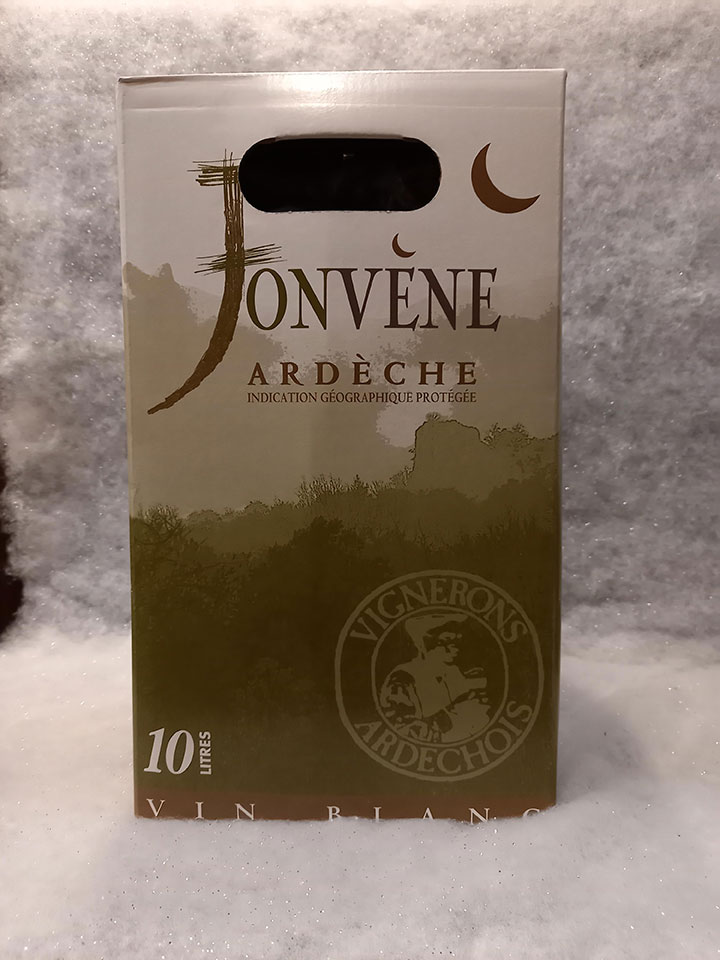 JONVÈNE
ARDÈCHE
INDICATION GÉOGRAPHIQUE PROTÉGÉE
VIGNERONS
ARDECHOIS
10 LITRES
VIN BLANC